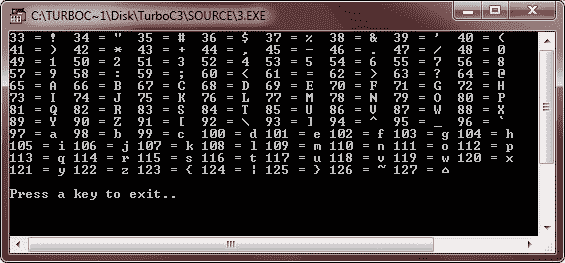 C:\TURBOC~1\Disk\TurboC3\SOURCE\3.EXE
33 = ! 34 = " 35 = # 36 = $ 37 = % 38 = & 39 = ' 40 = (
41 = ) 42 = * 43 = + 44 = , 45 = - 46 = . 47 = / 48 = 0
49 = 1 50 = 2 51 = 3 52 = 4 53 = 5 54 = 6 55 = 7 56 = 8
57 = 9 58 = : 59 = ; 60 = < 61 = = 62 = > 63 = ? 64 = @
65 = A 66 = B 67 = C 68 = D 69 = E 70 = F 71 = G 72 = H
73 = I 74 = J 75 = K 76 = L 77 = M 78 = N 79 = O 80 = P
81 = Q 82 = R 83 = S 84 = T 85 = U 86 = V 87 = W 88 = X
89 = Y 90 = Z 91 = [ 92 = \ 93 = ] 94 = ^ 95 = _ 96 = `
97 = a 98 = b 99 = c 100 = d 101 = e 102 = f 103 = g 104 = h
105 = i 106 = j 107 = k 108 = l 109 = m 110 = n 111 = o 112 = p
113 = q 114 = r 115 = s 116 = t 117 = u 118 = v 119 = w 120 = x
121 = y 122 = z 123 = { 124 = ¦ 125 = } 126 = ~ 127 = ⌂
Press a key to exit..